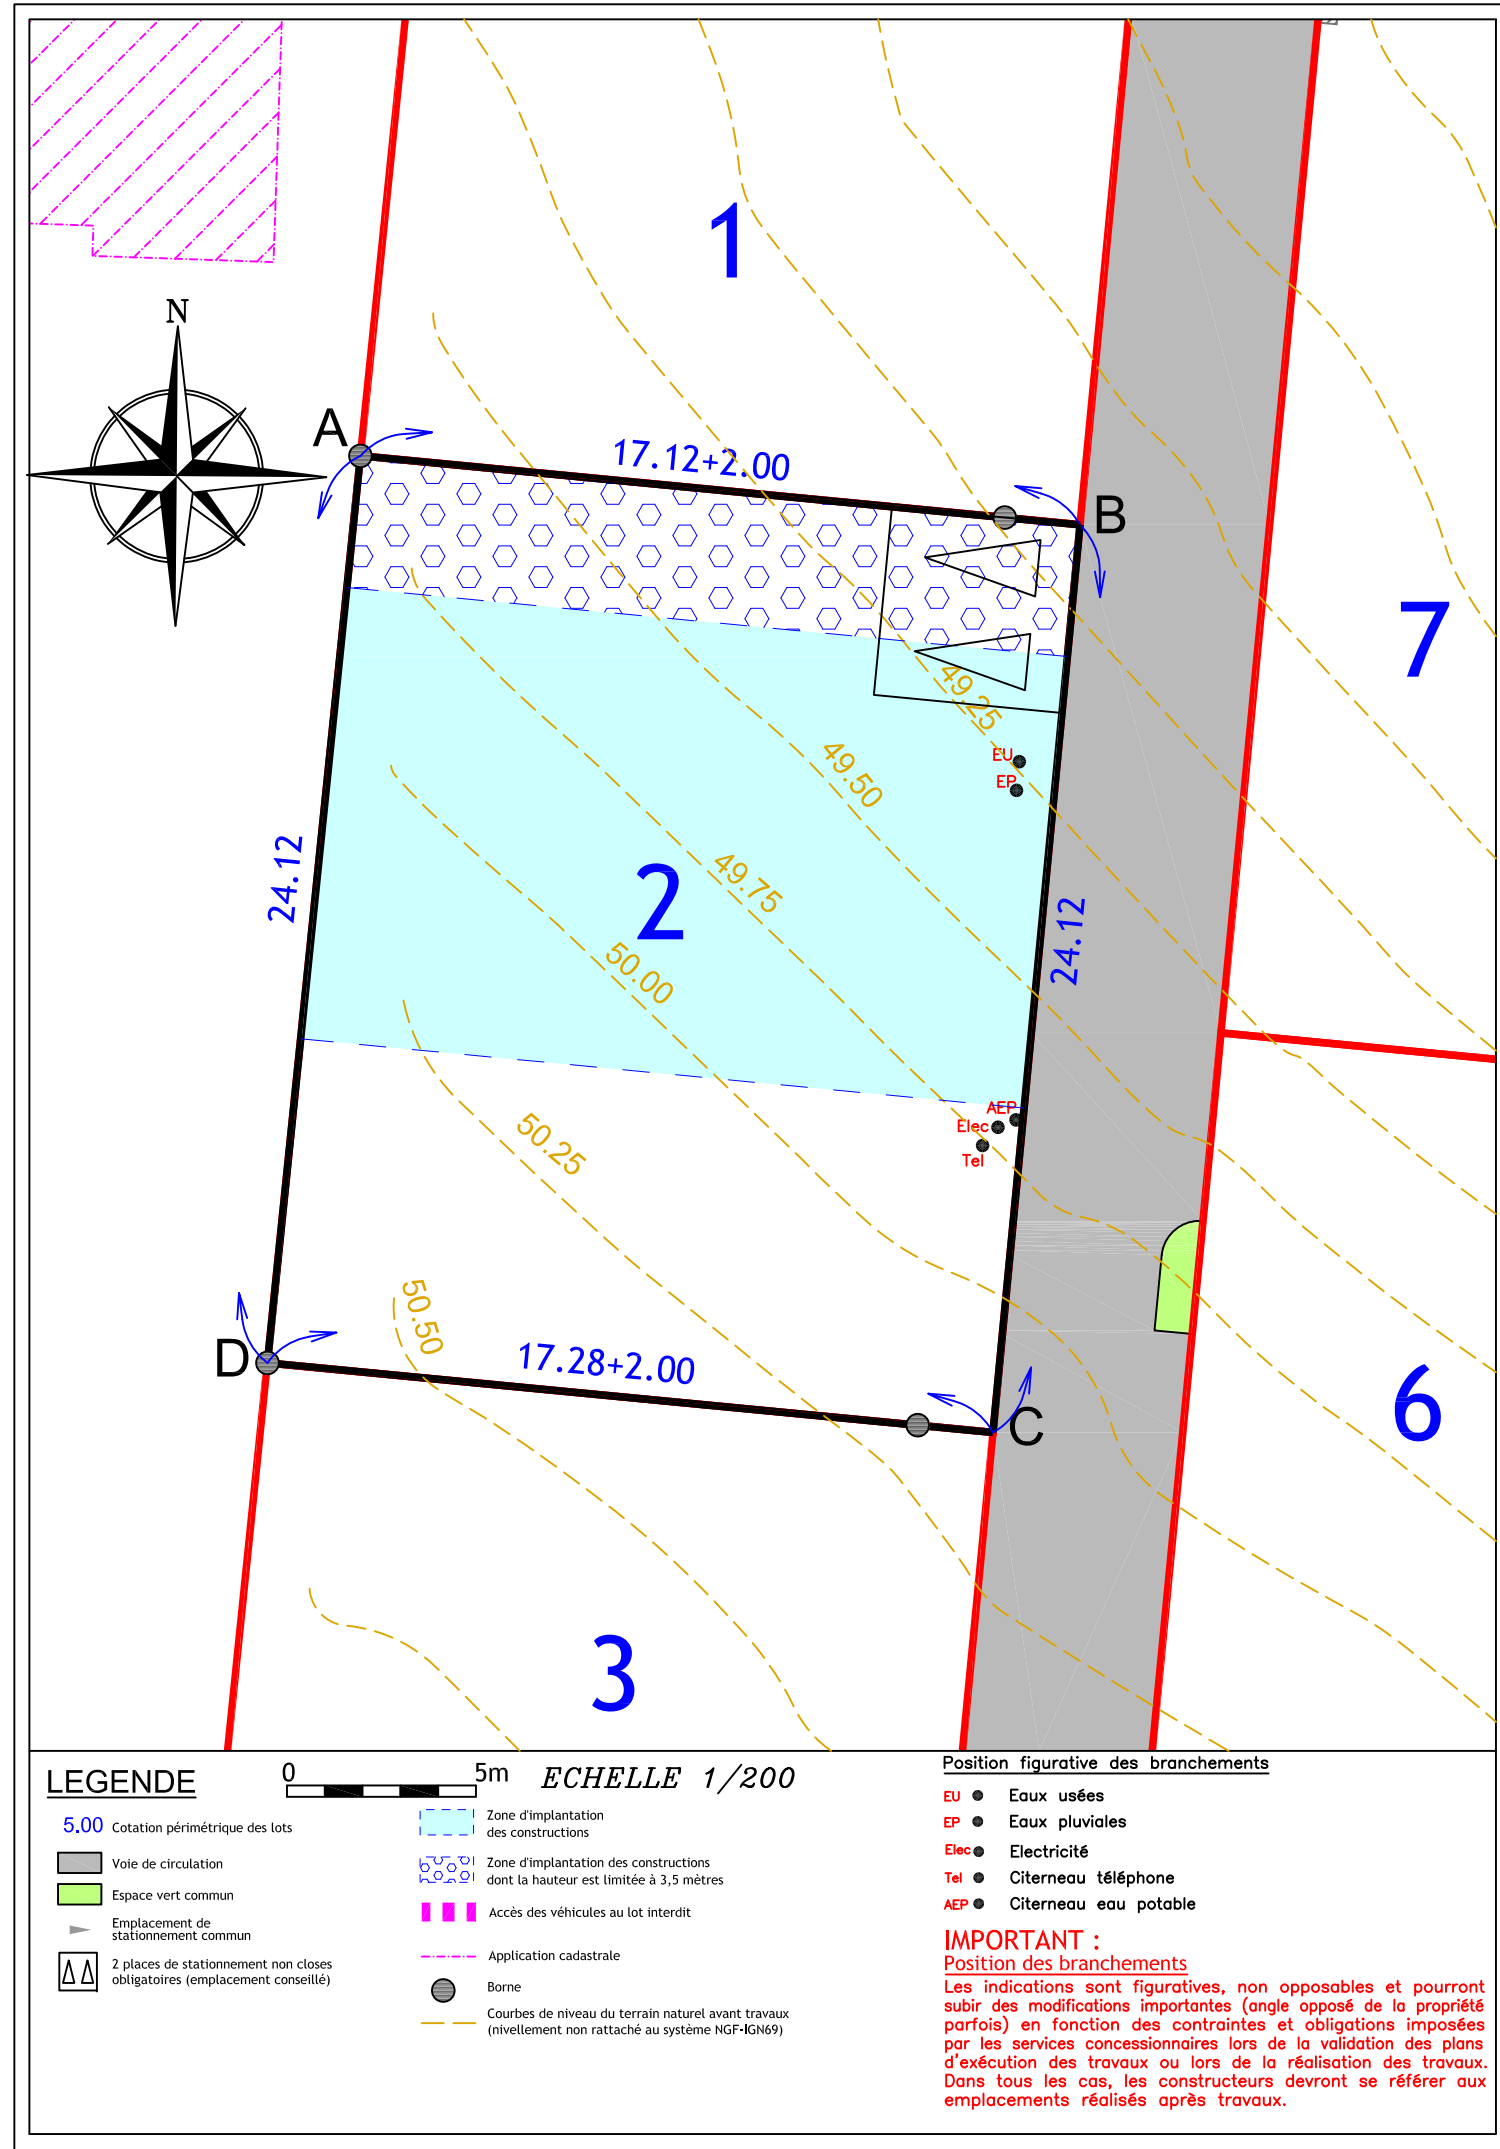 1
N
A
17.12+2.00
B
7
49.25
EU
49.50
EP
24.12
49.75
2
24.12
50.00
AEP
Elec
50.25
Tel
50.50
D
17.28+2.00
C
6
3
LEGENDE
0 5m ECHELLE 1/200
5.00 Cotation périmétrique des lots
Voie de circulation
Espace vert commun
Emplacement de
stationnement commun
2 places de stationnement non closes
obligatoires (emplacement conseillé)
Zone d'implantation
des constructions
Zone d'implantation des constructions
dont la hauteur est limitée à 3,5 mètres
Accès des véhicules au lot interdit
Application cadastrale
Borne
Courbes de niveau du terrain naturel avant travaux
(nivellement non rattaché au système NGF-IGN69)
Position figurative des branchements
EU Eaux usées
EP Eaux pluviales
Elec Electricité
Tel Citerneau téléphone
AEP Citerneau eau potable
IMPORTANT :
Position des branchements
Les indications sont figuratives, non opposables et pourront
subir des modifications importantes (angle opposé de la propriété
parfois) en fonction des contraintes et obligations imposées
par les services concessionnaires lors de la validation des plans
d'exécution des travaux ou lors de la réalisation des travaux.
Dans tous les cas, les constructeurs devront se référer aux
emplacements réalisés après travaux.